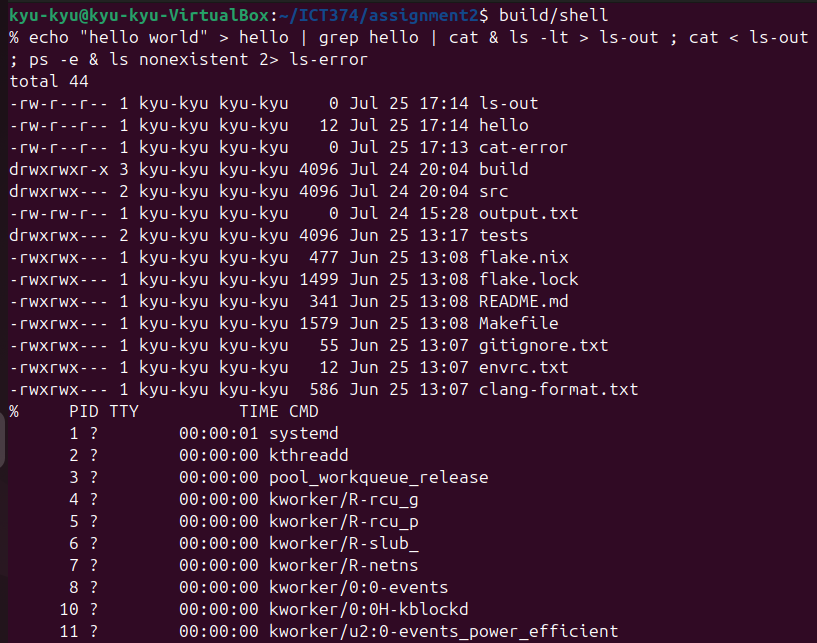 kyu-kyu@kyu-kyu-VirtualBox:~/ICT374/assignment2$ build/shell
% echo "hello world" > hello | grep hello | cat & ls -lt > ls-out ; cat < ls-out
; ps -e & ls nonexistent 2> ls-error
total 44
-rw-r--r-- 1 kyu-kyu kyu-kyu    0 Jul 25 17:14 ls-out
-rw-r--r-- 1 kyu-kyu kyu-kyu   12 Jul 25 17:14 hello
-rw-r--r-- 1 kyu-kyu kyu-kyu    0 Jul 25 17:13 cat-error
drwxrwxr-x 3 kyu-kyu kyu-kyu 4096 Jul 24 20:04 build
drwxrwx--- 2 kyu-kyu kyu-kyu 4096 Jul 24 20:04 src
-rw-rw-r-- 1 kyu-kyu kyu-kyu    0 Jul 24 15:28 output.txt
drwxrwx--- 2 kyu-kyu kyu-kyu 4096 Jun 25 13:17 tests
-rwxrwx--- 1 kyu-kyu kyu-kyu  477 Jun 25 13:08 flake.nix
-rwxrwx--- 1 kyu-kyu kyu-kyu 1499 Jun 25 13:08 flake.lock
-rwxrwx--- 1 kyu-kyu kyu-kyu  341 Jun 25 13:08 README.md
-rwxrwx--- 1 kyu-kyu kyu-kyu 1579 Jun 25 13:08 Makefile
-rwxrwx--- 1 kyu-kyu kyu-kyu   55 Jun 25 13:07 gitignore.txt
-rwxrwx--- 1 kyu-kyu kyu-kyu   12 Jun 25 13:07 envrc.txt
-rwxrwx--- 1 kyu-kyu kyu-kyu  586 Jun 25 13:07 clang-format.txt
%     PID TTY          TIME CMD
      1 ?        00:00:01 systemd
      2 ?        00:00:00 kthreadd
      3 ?        00:00:00 pool_workqueue_release
      4 ?        00:00:00 kworker/R-rcu_g
      5 ?        00:00:00 kworker/R-rcu_p
      6 ?        00:00:00 kworker/R-slub_
      7 ?        00:00:00 kworker/R-netns
      8 ?        00:00:00 kworker/0:0-events
     10 ?        00:00:00 kworker/0:0H-kblockd
     11 ?        00:00:00 kworker/u2:0-events_power_efficient